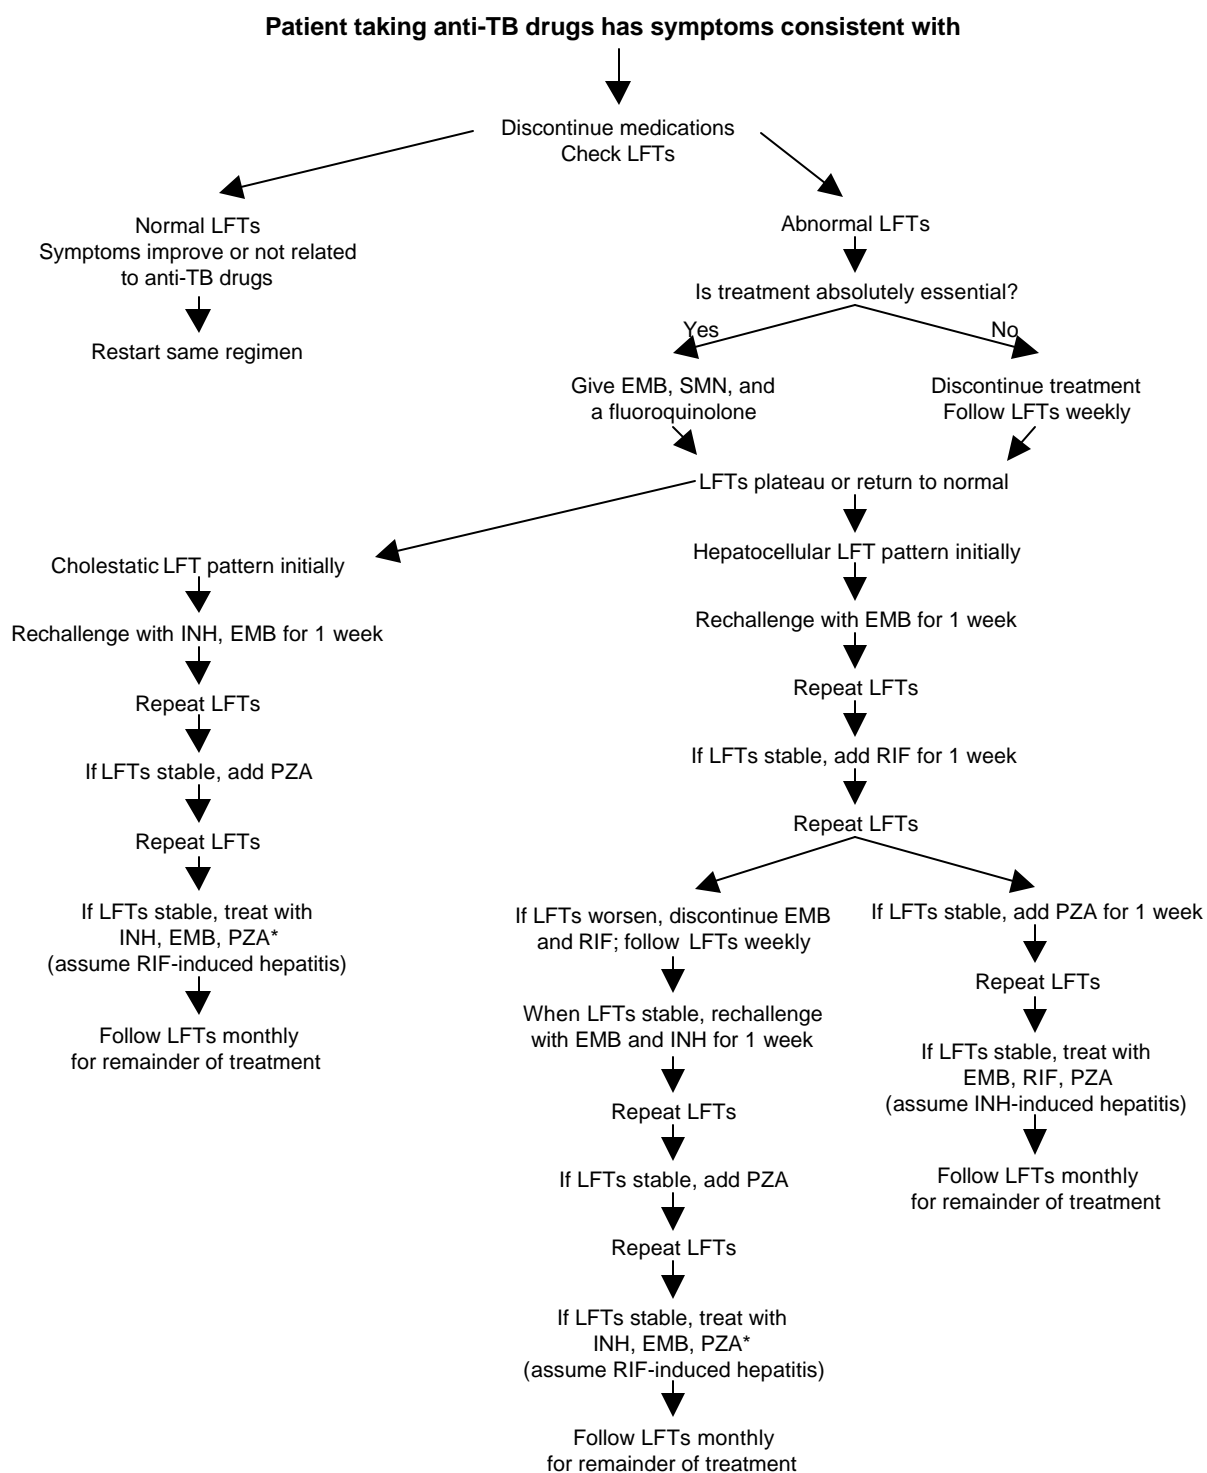 Patient taking anti-TB drugs has symptoms consistent with
Discontinue medications
Check LFTs
Normal LFTs
Symptoms improve or not related
to anti-TB drugs
Restart same regimen
Abnormal LFTs
Is treatment absolutely essential?
Yes
No
Give EMB, SMN, and
a fluoroquinolone
Discontinue treatment
Follow LFTs weekly
LFTs plateau or return to normal
Cholestatic LFT pattern initially
Rechallenge with INH, EMB for 1 week
Repeat LFTs
If LFTs stable, add PZA
Repeat LFTs
If LFTs stable, treat with
INH, EMB, PZA*
(assume RIF-induced hepatitis)
Follow LFTs monthly
for remainder of treatment
Hepatocellular LFT pattern initially
Rechallenge with EMB for 1 week
Repeat LFTs
If LFTs stable, add RIF for 1 week
Repeat LFTs
If LFTs worsen, discontinue EMB
and RIF; follow LFTs weekly
When LFTs stable, rechallenge
with EMB and INH for 1 week
Repeat LFTs
If LFTs stable, add PZA
Repeat LFTs
If LFTs stable, treat with
INH, EMB, PZA*
(assume RIF-induced hepatitis)
Follow LFTs monthly
for remainder of treatment
If LFTs stable, add PZA for 1 week
Repeat LFTs
If LFTs stable, treat with
EMB, RIF, PZA
(assume INH-induced hepatitis)
Follow LFTs monthly
for remainder of treatment